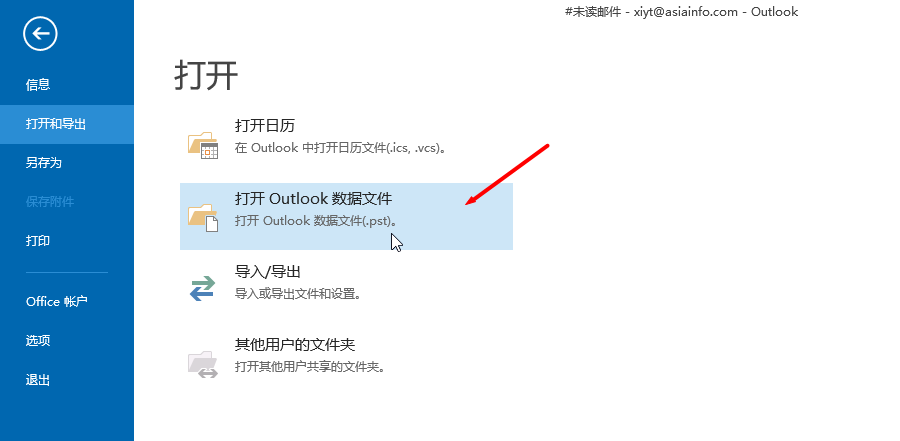 #未读邮件 - xiyt@asiainfo.com - Outlook
信息
打开和导出
另存为
保存附件
打印
Office 帐户
选项
退出
打开
打开日历
在 Outlook 中打开日历文件(.ics, .vcs)。
打开 Outlook 数据文件
打开 Outlook 数据文件(.pst)。
导入/导出
导入或导出文件和设置。
其他用户的文件夹
打开其他用户共享的文件夹。